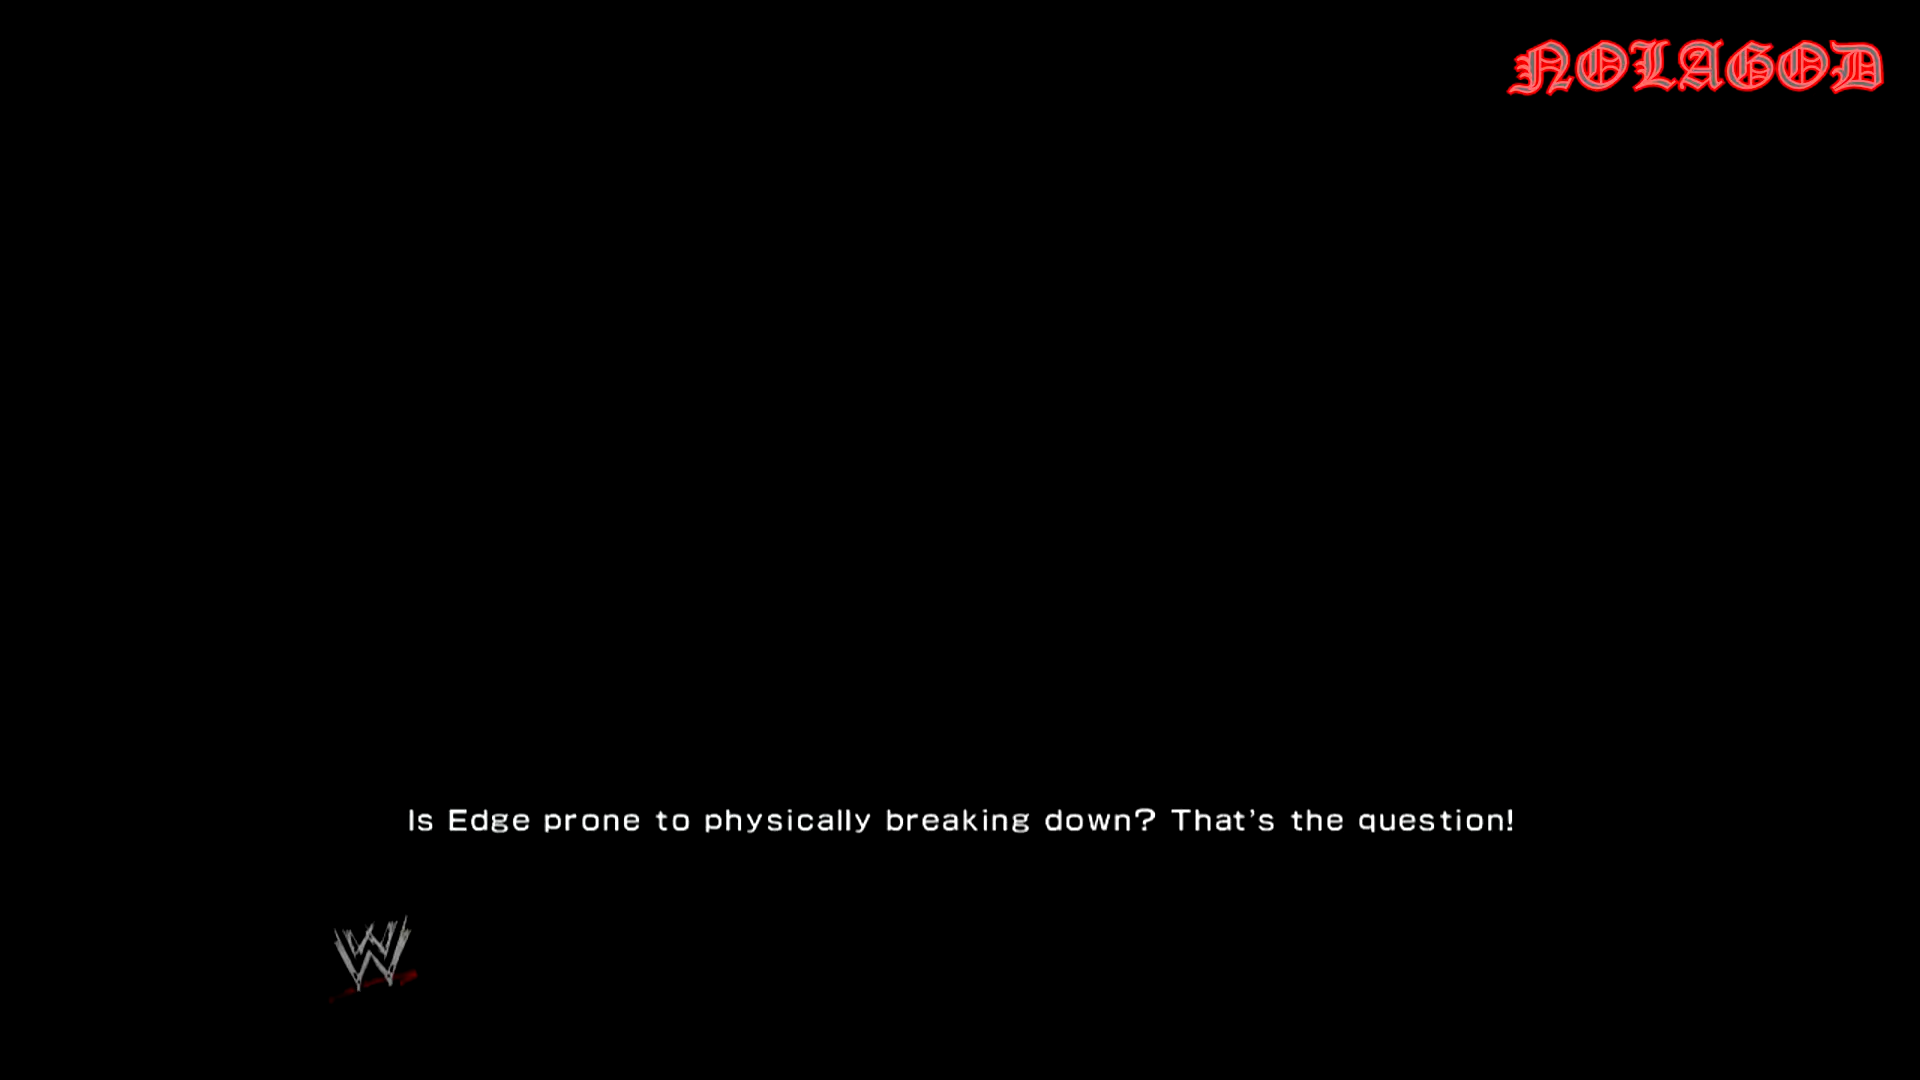 NOLAGOD
Is Edge prone to physically breaking down? That's the question!
W